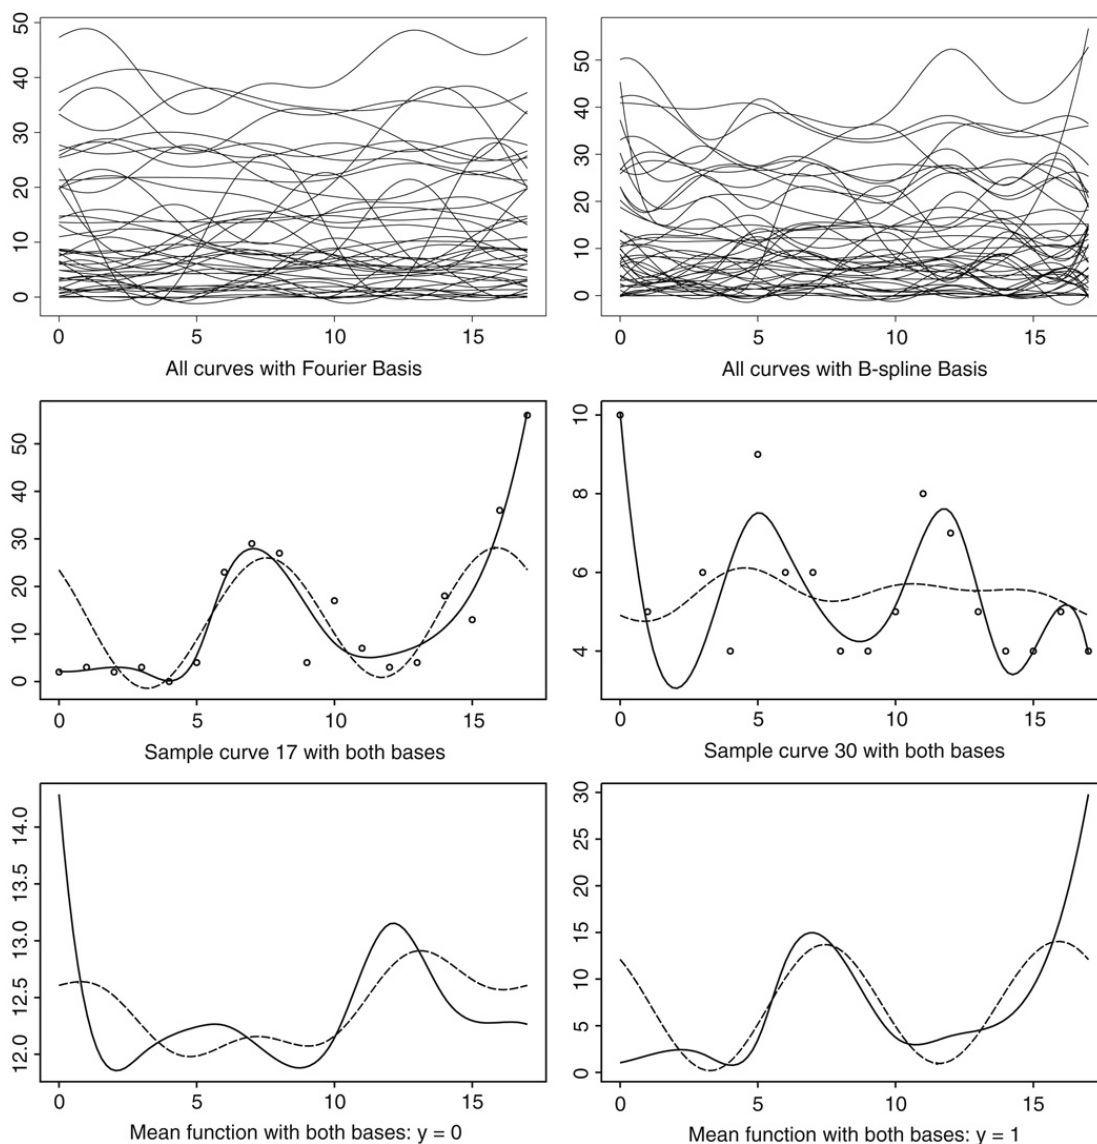 50
40
30
20
10
0
0 5 10 15
All curves with Fourier Basis
50
40
30
20
10
0
0 5 10 15
All curves with B-spline Basis
50
40
30
20
10
0
0 5 10 15
Sample curve 17 with both bases
10
8
6
4
0 5 10 15
Sample curve 30 with both bases
14.0
13.5
13.0
12.5
12.0
0 5 10 15
Mean function with both bases: y = 0
30
25
20
15
10
5
0
0 5 10 15
Mean function with both bases: y = 1